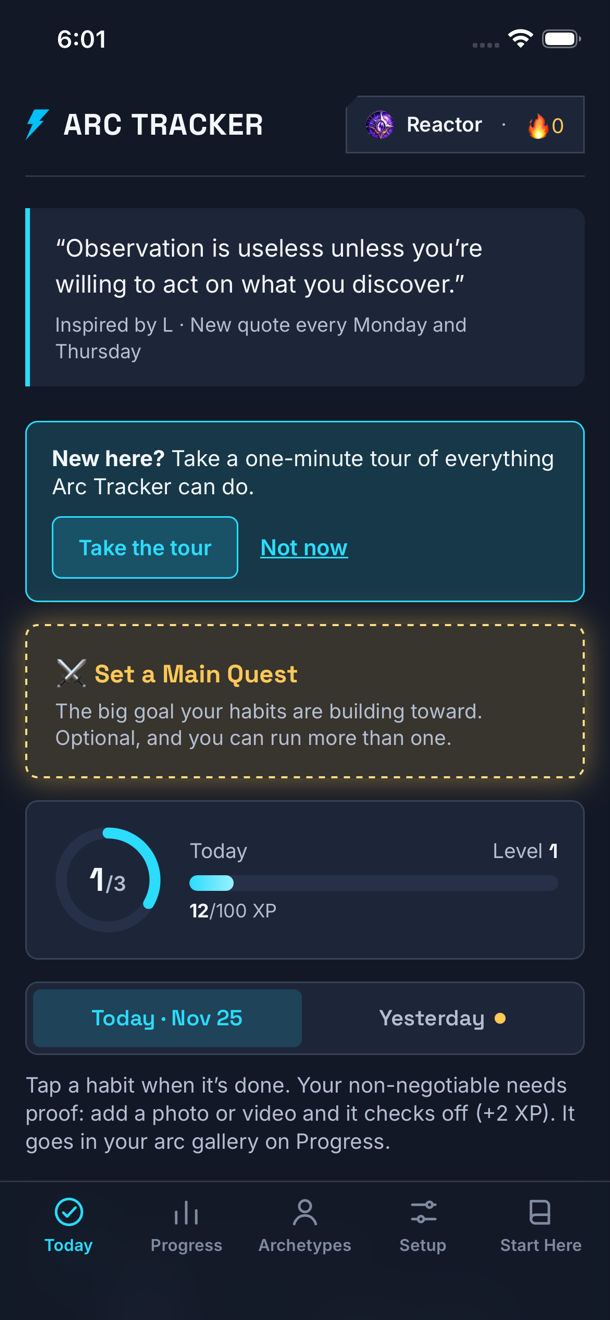 6:01
ARC TRACKER
Reactor · 🔥0
“Observation is useless unless you’re
willing to act on what you discover.”
Inspired by L · New quote every Monday and
Thursday
New here? Take a one-minute tour of everything
Arc Tracker can do.
Take the tour Not now
⚔️ Set a Main Quest
The big goal your habits are building toward.
Optional, and you can run more than one.
1/3
Today Level 1
12/100 XP
Today · Nov 25 Yesterday
Tap a habit when it’s done. Your non-negotiable needs
proof: add a photo or video and it checks off (+2 XP). It
goes in your arc gallery on Progress.
Today Progress Archetypes Setup Start Here